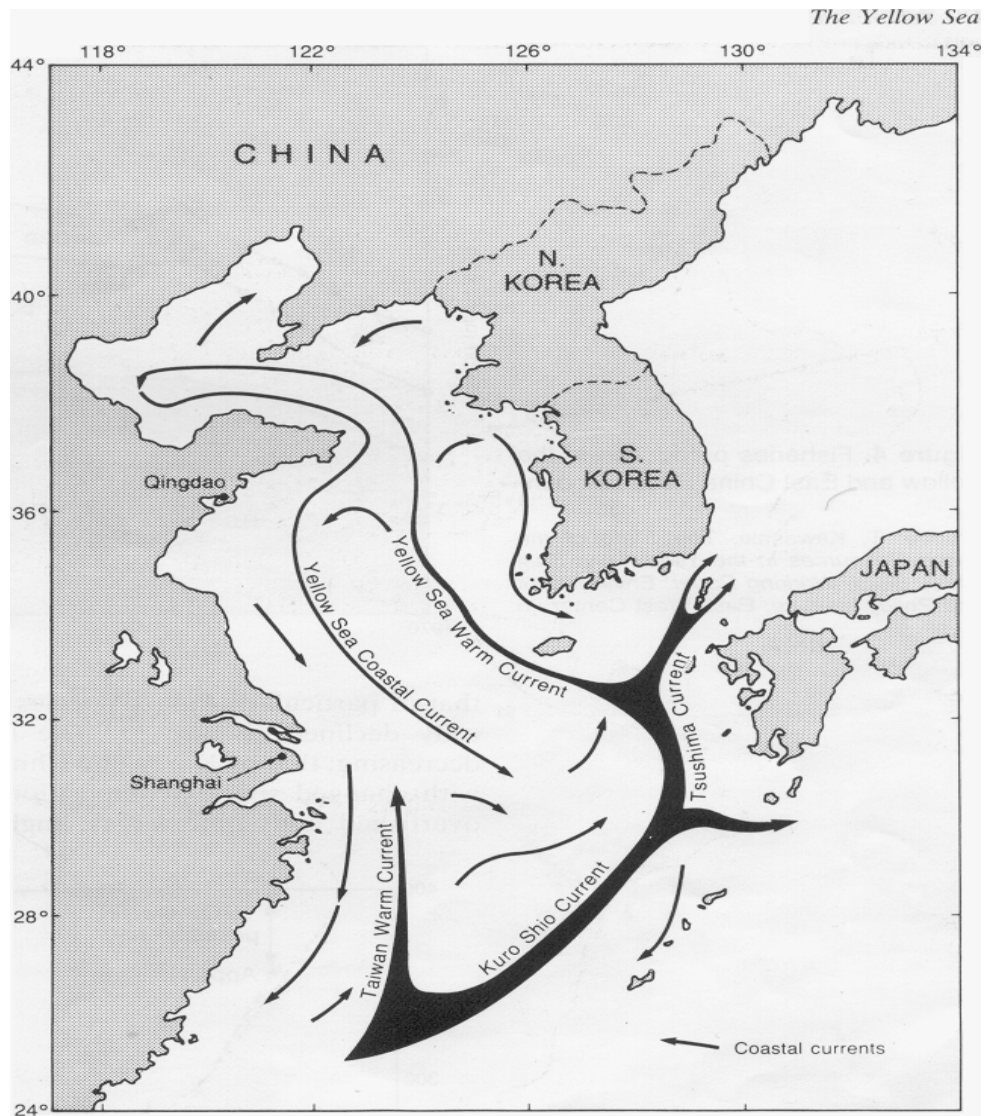 The Yellow Sea
118° 122° 126° 130° 134°
44°
CHINA
N.
KOREA
40°
S.
KOREA
Qingdao
36°
JAPAN
Yellow Sea Warm Current
Yellow Sea Coastal Current
Tsushima Current
32°
Shanghai
Taiwan Warm Current
Kuro Shio Current
28°
Coastal currents
24°